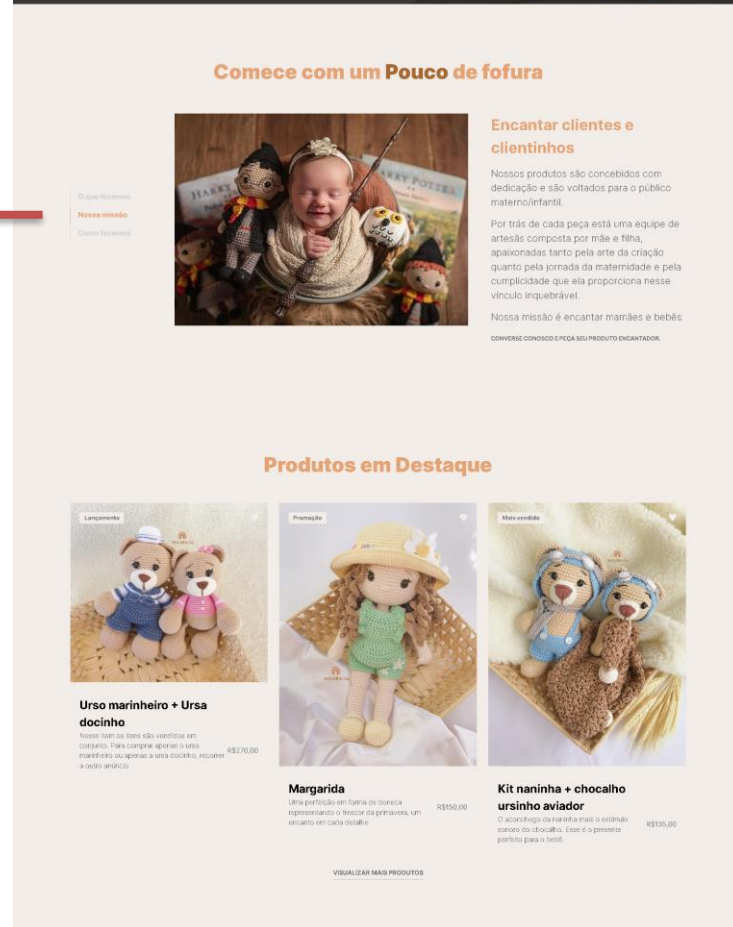 Comece com um Pouco de fofura
O que fazemos
Nossa missão
Como fazemos
HARRY
HARRY POTTER
Encantar clientes e
clientinhos
Nossos produtos são concebidos com
dedicação e são voltados para o público
materno/infantil.
Por trás de cada peça está uma equipe de
artesãs composta por mãe e filha,
apaixonadas tanto pela arte da criação
quanto pela jornada da maternidade e pela
cumplicidade que ela proporciona nesse
vínculo inquebrável.
Nossa missão é encantar mamães e bebês
CONVERSE CONOSCO E PEÇA SEU PRODUTO ENCANTADOR.
Produtos em Destaque
Lançamento
Urso marinheiro + Ursa
docinho
Nesse item os itens são vendidos em
conjunto. Para comprar apenas o urso
marinheiro ou apenas a ursa docinho, recorrer
a outro anúncio
R$270,00
Promoção
Margarida
Uma perfeição em forma de boneca
representando o frescor da primavera, um
encanto em cada detalhe
R$150,00
Mais vendido
Kit naninha + chocalho
ursinho aviador
O aconchego da naninha mais o estímulo
sonoro do chocalho. Esse é o presente
perfeito para o bebê.
R$135,00
VISUALIZAR MAIS PRODUTOS